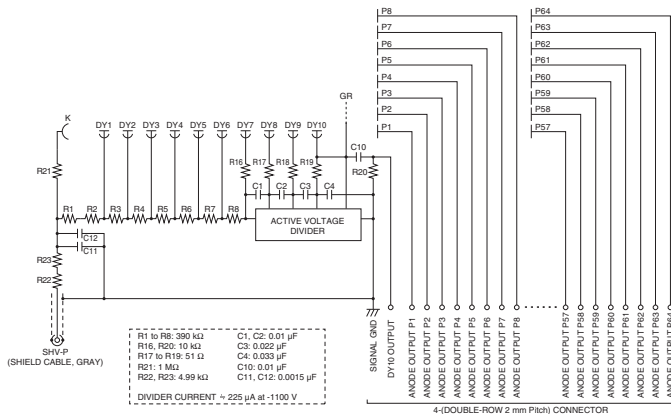 P8
P7
P6
P5
P4
P3
P2
P1
P64
P63
P62
P61
P60
P59
P58
P57
GR
K
DY1 DY2 DY3 DY4 DY5 DY6 DY7 DY8 DY9 DY10
C10
R21
R16 R17 R18 R19 R20
C1 C2 C3 C4
R1 R2 R3 R4 R5 R6 R7 R8
ACTIVE VOLTAGE
DIVIDER
C12
C11
R23
R22
SHV-P
(SHIELD CABLE, GRAY)
R1 to R8: 390 kΩ
R16, R20: 10 kΩ
R17 to R19: 51 Ω
R21: 1 MΩ
R22, R23: 4.99 kΩ
C1, C2: 0.01 µF
C3: 0.022 µF
C4: 0.033 µF
C10: 0.01 µF
C11, C12: 0.0015 µF
DIVIDER CURRENT ≒ 225 µA at -1100 V
SIGNAL GND
DY10 OUTPUT
ANODE OUTPUT P1
ANODE OUTPUT P2
ANODE OUTPUT P3
ANODE OUTPUT P4
ANODE OUTPUT P5
ANODE OUTPUT P6
ANODE OUTPUT P7
ANODE OUTPUT P8
ANODE OUTPUT P57
ANODE OUTPUT P58
ANODE OUTPUT P59
ANODE OUTPUT P60
ANODE OUTPUT P61
ANODE OUTPUT P62
ANODE OUTPUT P63
ANODE OUTPUT P64
4-(DOUBLE-ROW 2 mm Pitch) CONNECTOR